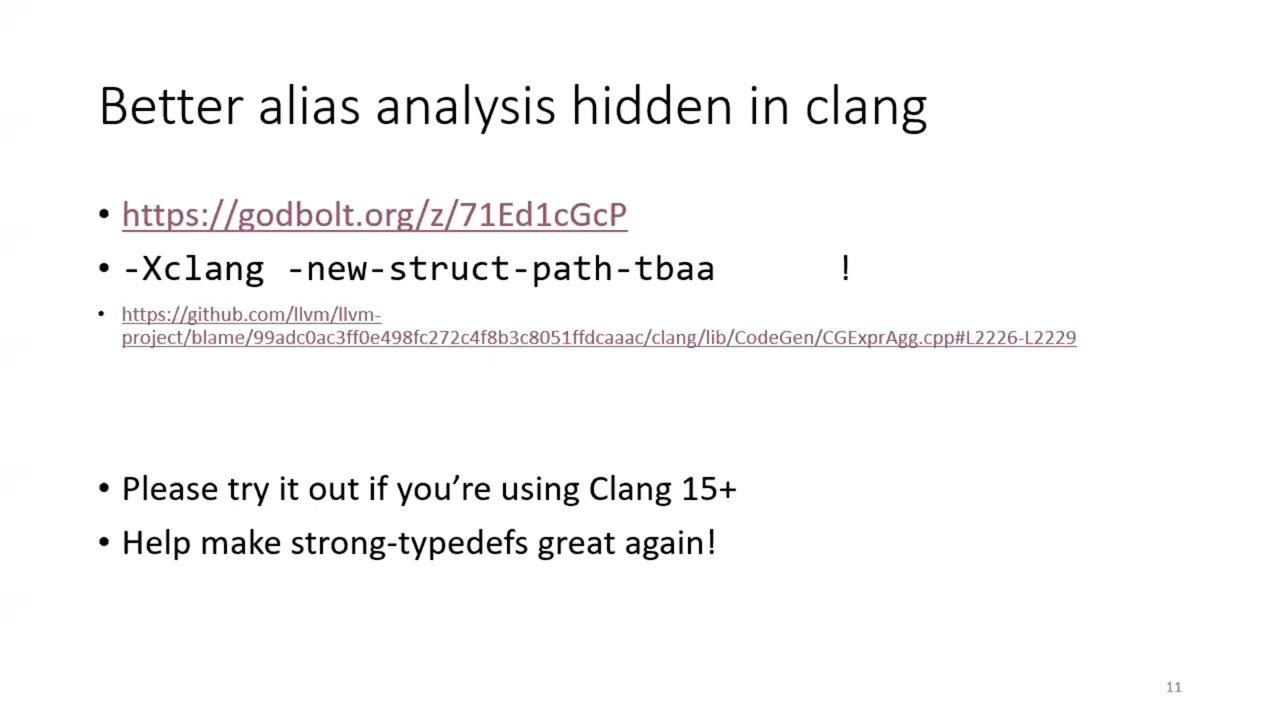 Better alias analysis hidden in clang
• https://godbolt.org/z/71Ed1cGcP
• -Xclang -new-struct-path-tbaa !
• https://github.com/llvm/llvm-
project/blame/99adc0ac3ff0e498fc272c4f8b3c8051ffdcaaac/clang/lib/CodeGen/CGExprAgg.cpp#L2226-L2229
• Please try it out if you’re using Clang 15+
• Help make strong-typedefs great again!
11